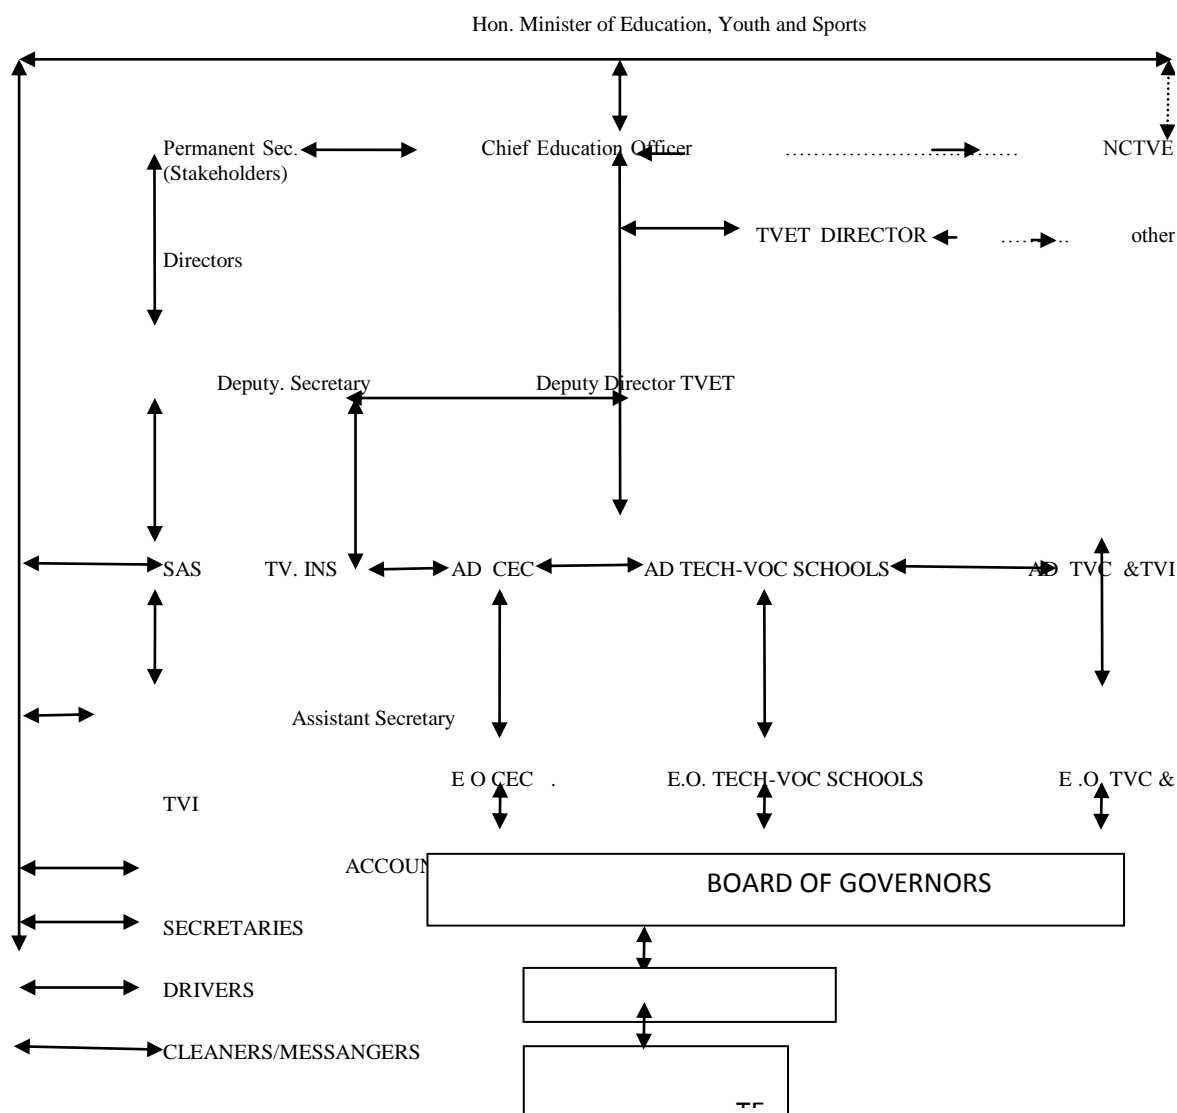 Hon. Minister of Education, Youth and Sports
Permanent Sec. Chief Education Officer ................................. NCTVE
(Stakeholders)
TVET DIRECTOR .......... other
Directors
Deputy. Secretary Deputy Director TVET
SAS TV. INS AD CEC AD TECH-VOC SCHOOLS AD TVC &TVI
Assistant Secretary
E O CEC . E.O. TECH-VOC SCHOOLS E .O. TVC &
TVI
BOARD OF GOVERNORS
SECRETARIES
DRIVERS
CLEANERS/MESSANGERS